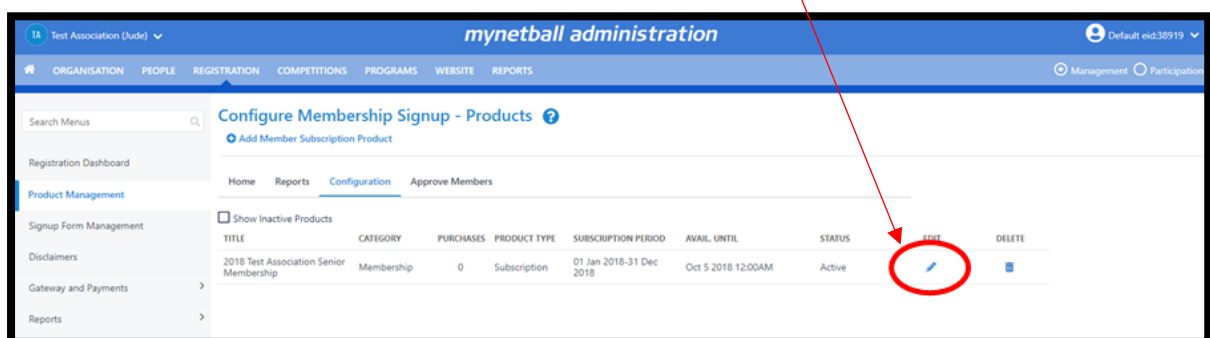 TA Test Association (Jude)
mynetball administration
Default eid:38919
ORGANISATION PEOPLE REGISTRATION COMPETITIONS PROGRAMS WEBSITE REPORTS
Management Participation
Search Menus
Registration Dashboard
Product Management
Signup Form Management
Disclaimers
Gateway and Payments
Reports
Configure Membership Signup - Products ?
Add Member Subscription Product
Home Reports Configuration Approve Members
Show Inactive Products
TITLE CATEGORY PURCHASES PRODUCT TYPE SUBSCRIPTION PERIOD AVAIL. UNTIL STATUS EDIT DELETE
2018 Test Association Senior Membership 0 Subscription 01 Jan 2018-31 Dec Oct 5 2018 12:00AM Active
Membership 2018